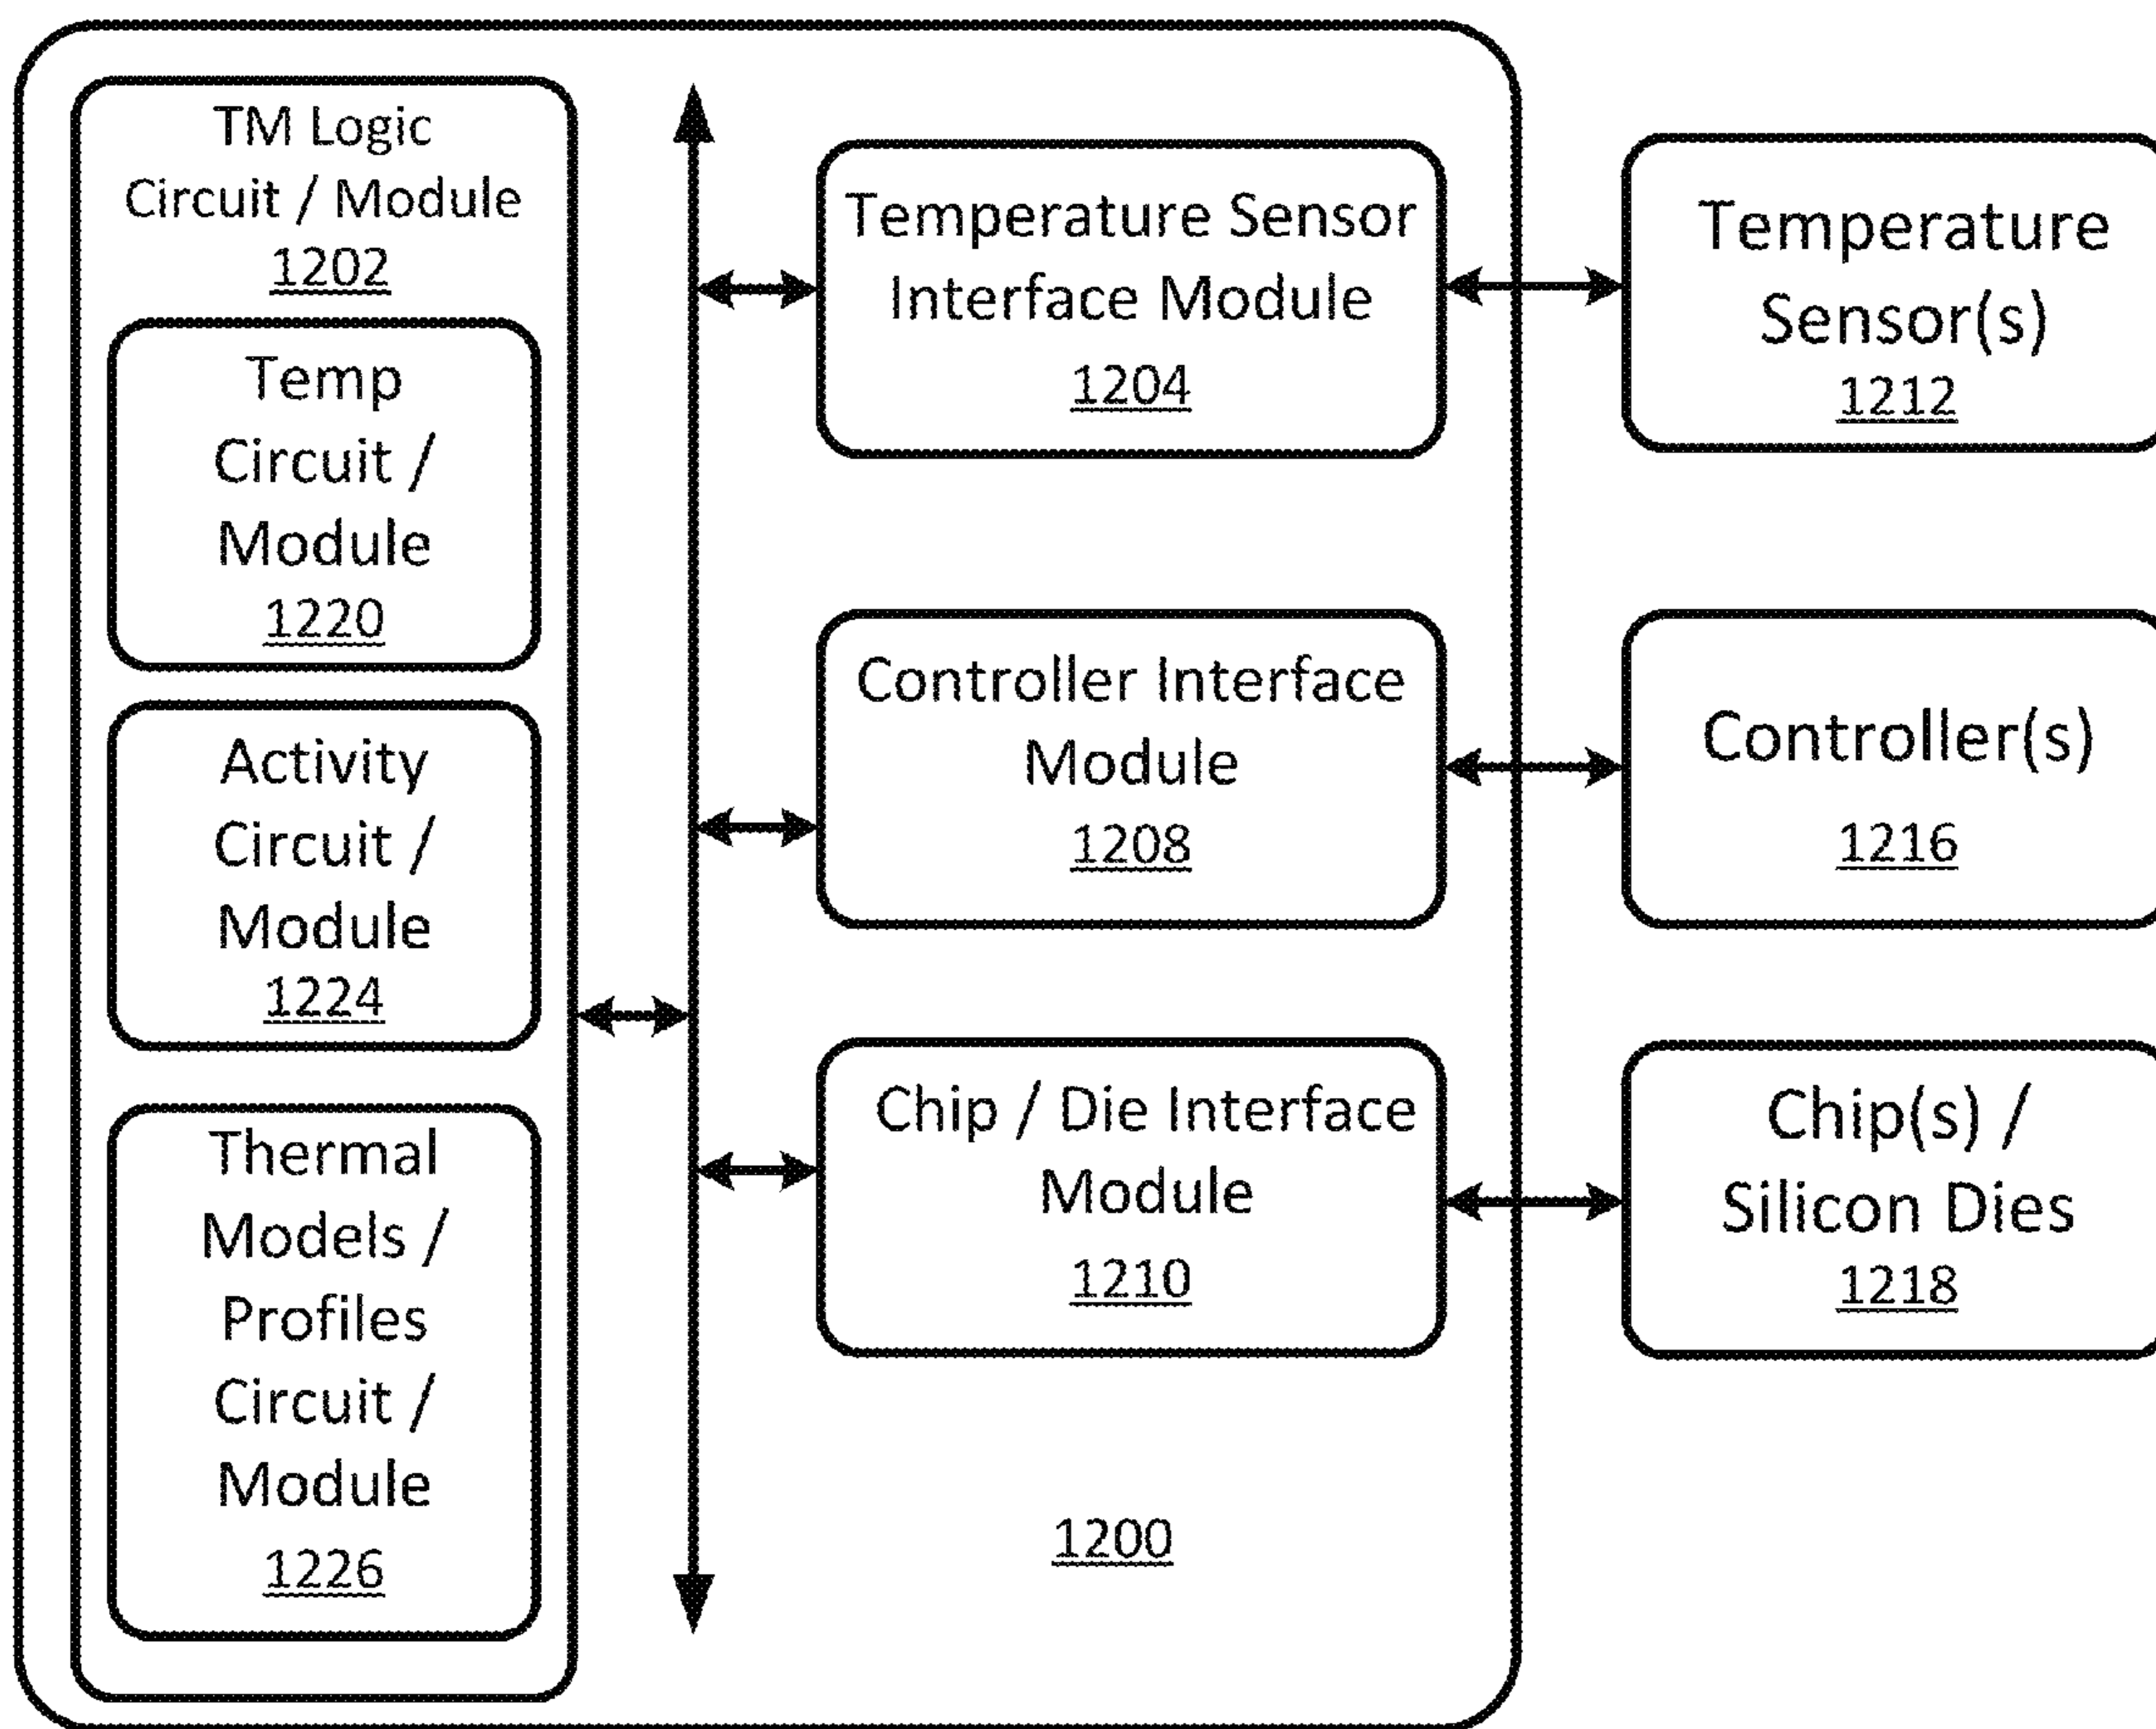 TM Logic
Circuit / Module
1202
Temp
Circuit /
Module
1220
Activity
Circuit /
Module
1224
Thermal
Models /
Profiles
Circuit /
Module
1226
Temperature Sensor
Interface Module
1204
Controller Interface
Module
1208
Chip / Die Interface
Module
1210
1200
Temperature
Sensor(s)
1212
Controller(s)
1216
Chip(s) /
Silicon Dies
1218